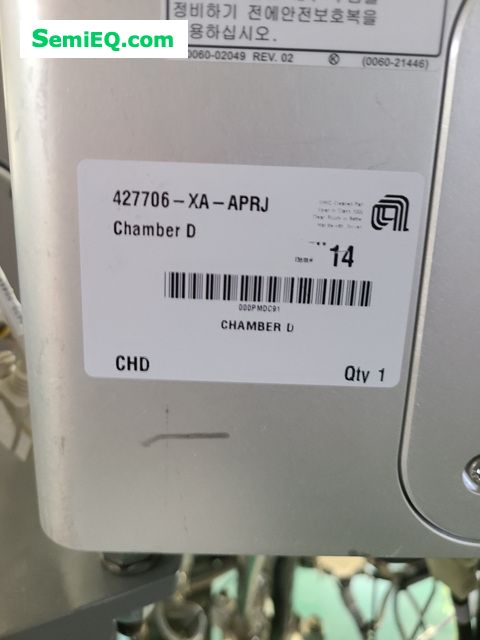 정비하기 전에안전보호복을
용하십시오.
SemiEQ.com
0060-02049 REV. 02
(0060-21446)
427706-XA-APRJ
Chamber D
14
000PMDC91
CHAMBER D
CHD
Qty 1